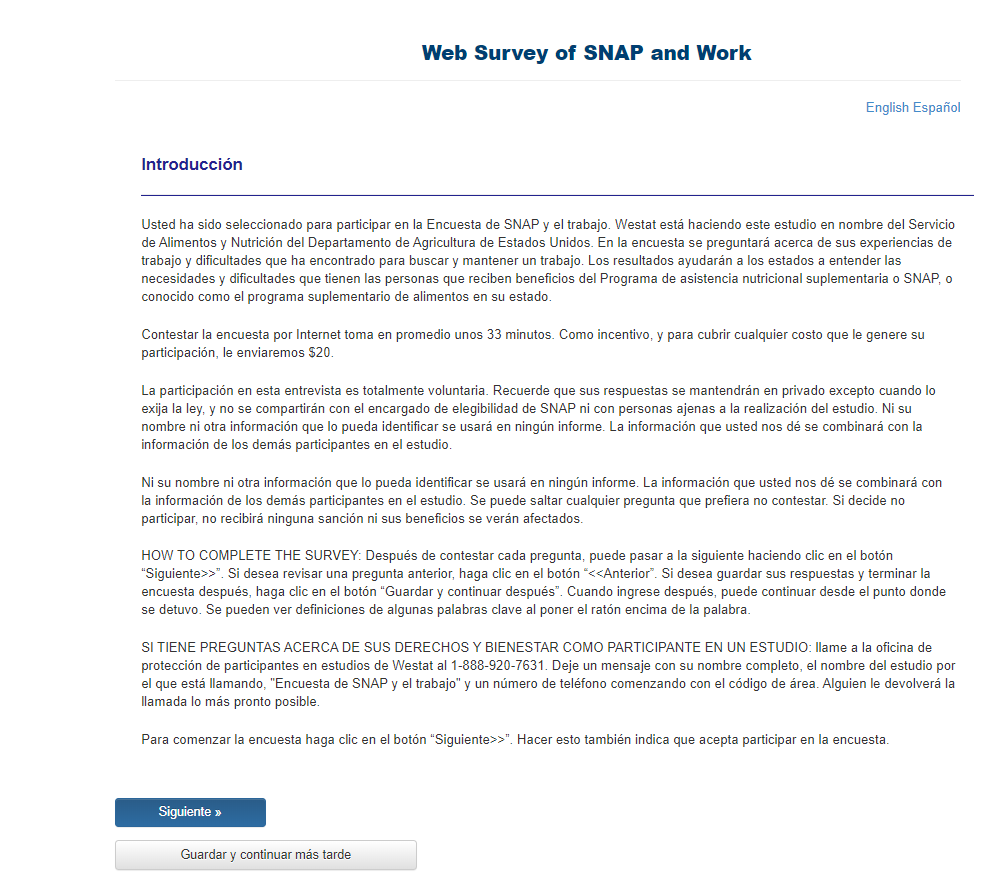 Web Survey of SNAP and Work
English Español
Introducción
Usted ha sido seleccionado para participar en la Encuesta de SNAP y el trabajo. Westat está haciendo este estudio en nombre del Servicio
de Alimentos y Nutrición del Departamento de Agricultura de Estados Unidos. En la encuesta se preguntará acerca de sus experiencias de
trabajo y dificultades que ha encontrado para buscar y mantener un trabajo. Los resultados ayudarán a los estados a entender las
necesidades y dificultades que tienen las personas que reciben beneficios del Programa de asistencia nutricional suplementaria o SNAP, o
conocido como el programa suplementario de alimentos en su estado.
Contestar la encuesta por Internet toma en promedio unos 33 minutos. Como incentivo, y para cubrir cualquier costo que le genere su
participación, le enviaremos $20.
La participación en esta entrevista es totalmente voluntaria. Recuerde que sus respuestas se mantendrán en privado excepto cuando lo
exija la ley, y no se compartirán con el encargado de elegibilidad de SNAP ni con personas ajenas a la realización del estudio. Ni su
nombre ni otra información que lo pueda identificar se usará en ningún informe. La información que usted nos dé se combinará con la
información de los demás participantes en el estudio.
Ni su nombre ni otra información que lo pueda identificar se usará en ningún informe. La información que usted nos dé se combinará con
la información de los demás participantes en el estudio. Se puede saltar cualquier pregunta que prefiera no contestar. Si decide no
participar, no recibirá ninguna sanción ni sus beneficios se verán afectados.
HOW TO COMPLETE THE SURVEY: Después de contestar cada pregunta, puede pasar a la siguiente haciendo clic en el botón
“Siguiente>>”. Si desea revisar una pregunta anterior, haga clic en el botón “<<Anterior”. Si desea guardar sus respuestas y terminar la
encuesta después, haga clic en el botón “Guardar y continuar después”. Cuando ingrese después, puede continuar desde el punto donde
se detuvo. Se pueden ver definiciones de algunas palabras clave al poner el ratón encima de la palabra.
SI TIENE PREGUNTAS ACERCA DE SUS DERECHOS Y BIENESTAR COMO PARTICIPANTE EN UN ESTUDIO: llame a la oficina de
protección de participantes en estudios de Westat al 1-888-920-7631. Deje un mensaje con su nombre completo, el nombre del estudio por
el que está llamando, "Encuesta de SNAP y el trabajo" y un número de teléfono comenzando con el código de área. Alguien le devolverá la
llamada lo más pronto posible.
Para comenzar la encuesta haga clic en el botón “Siguiente>>”. Hacer esto también indica que acepta participar en la encuesta.
Siguiente »
Guardar y continuar más tarde